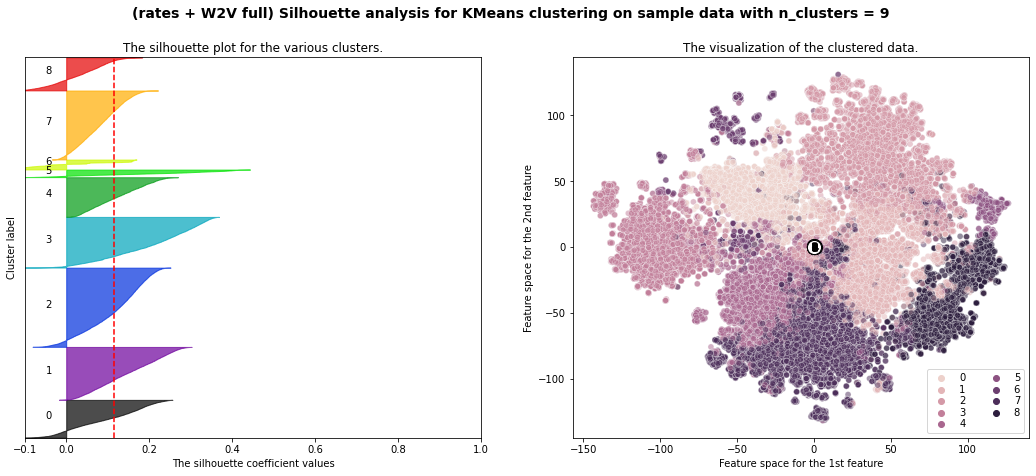 (rates + W2V full) Silhouette analysis for KMeans clustering on sample data with n_clusters = 9
The silhouette plot for the various clusters.
8
7
6
5
4
3
2
1
0
Cluster label
−0.1 0.0 0.2 0.4 0.6 0.8 1.0
The silhouette coefficient values
The visualization of the clustered data.
100
50
0
−50
−100
Feature space for the 2nd feature
−150 −100 −50 0 50 100
Feature space for the 1st feature
0 5
1 6
2 7
3 8
4